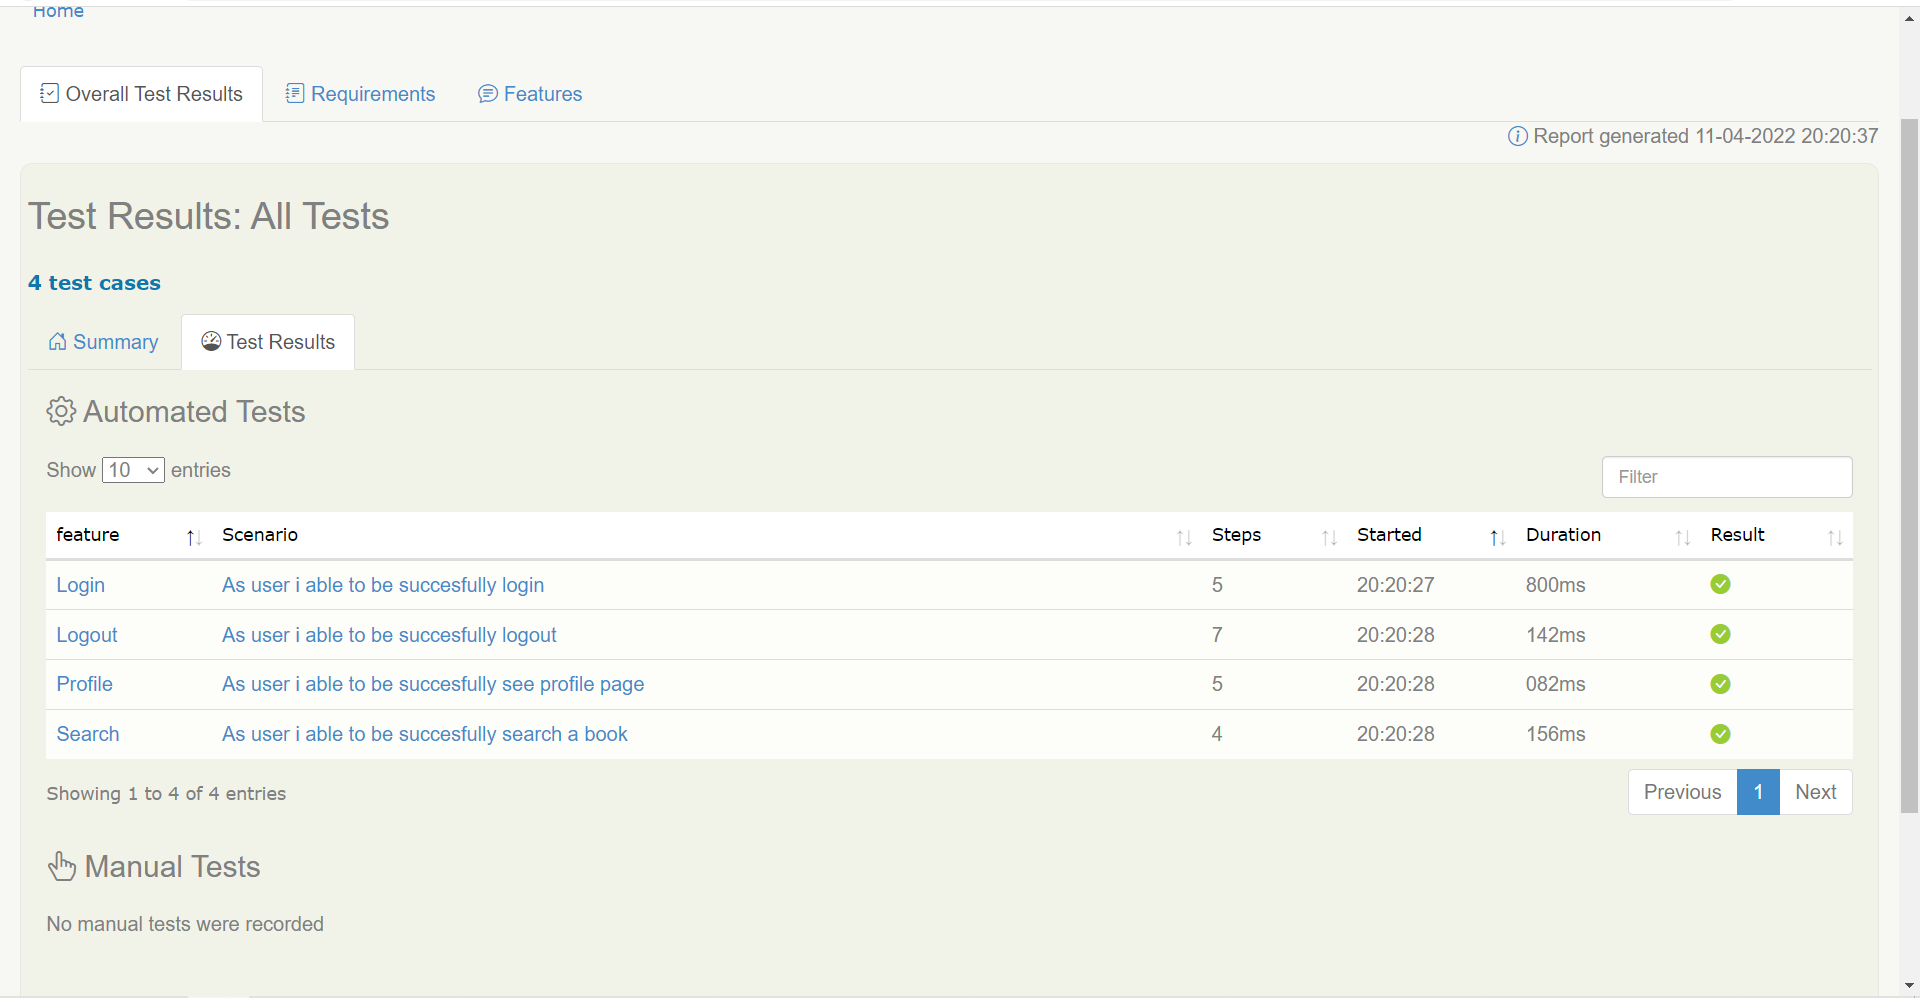 Home
Overall Test Results Requirements Features
Report generated 11-04-2022 20:20:37
Test Results: All Tests
4 test cases
Summary Test Results
Automated Tests
Show 10 entries Filter
feature Scenario Steps Started Duration Result
Login As user i able to be succesfully login 5 20:20:27 800ms
Logout As user i able to be succesfully logout 7 20:20:28 142ms
Profile As user i able to be succesfully see profile page 5 20:20:28 082ms
Search As user i able to be succesfully search a book 4 20:20:28 156ms
Showing 1 to 4 of 4 entries Previous 1 Next
Manual Tests
No manual tests were recorded